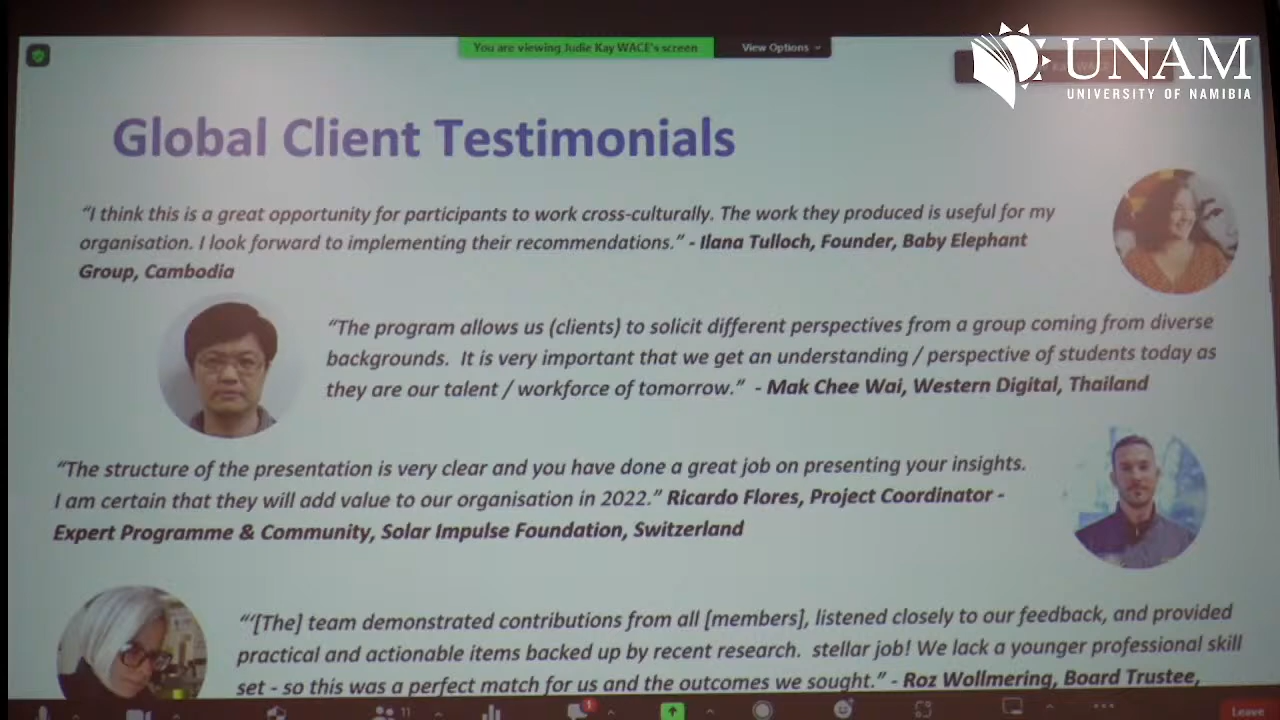 You are viewing Judie Kay WACE's screen
View Options
UNAM
UNIVERSITY OF NAMIBIA
Global Client Testimonials
“I think this is a great opportunity for participants to work cross-culturally. The work they produced is useful for my
organisation. I look forward to implementing their recommendations.” - Ilana Tulloch, Founder, Baby Elephant
Group, Cambodia
“The program allows us (clients) to solicit different perspectives from a group coming from diverse
backgrounds. It is very important that we get an understanding / perspective of students today as
they are our talent / workforce of tomorrow.” - Mak Chee Wai, Western Digital, Thailand
“The structure of the presentation is very clear and you have done a great job on presenting your insights.
I am certain that they will add value to our organisation in 2022.” Ricardo Flores, Project Coordinator -
Expert Programme & Community, Solar Impulse Foundation, Switzerland
“‘[The] team demonstrated contributions from all [members], listened closely to our feedback, and provided
practical and actionable items backed up by recent research. stellar job! We lack a younger professional skill
set - so this was a perfect match for us and the outcomes we sought.” - Roz Wollmering, Board Trustee,
11
1
Leave